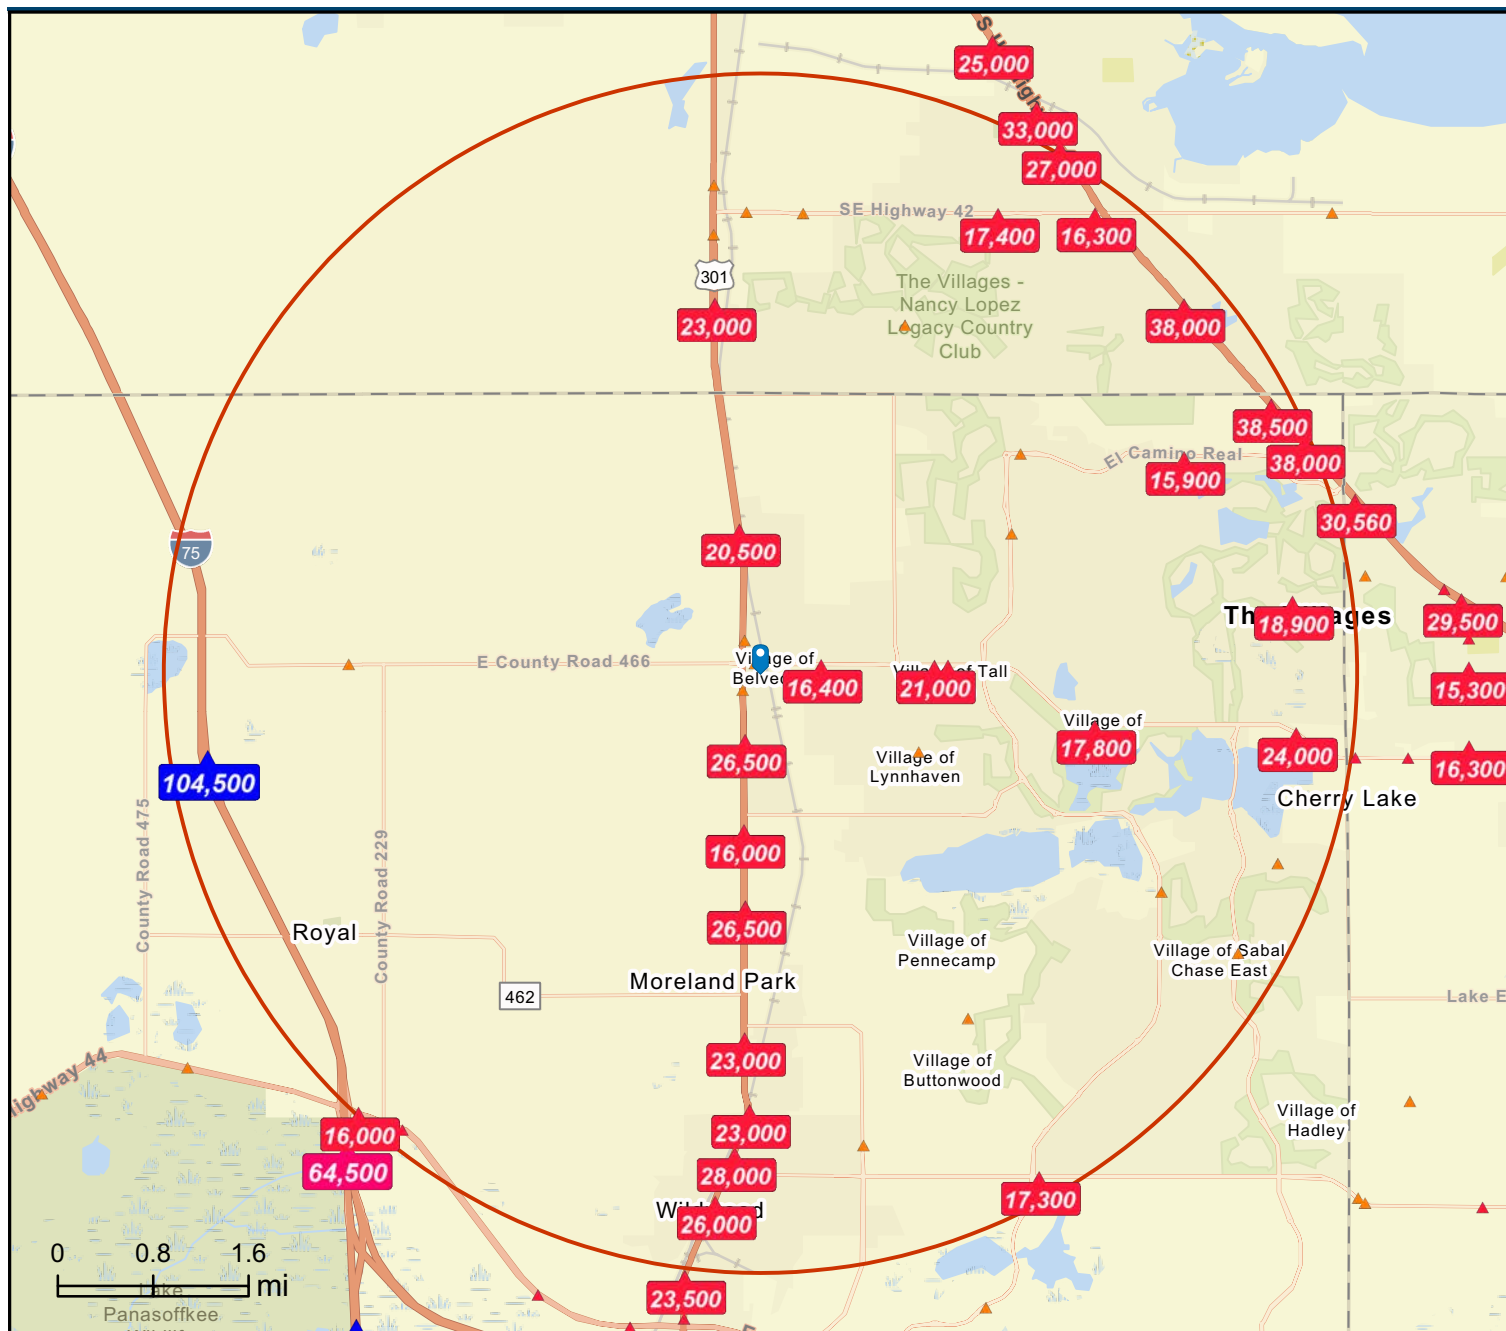 25,000
33,000
27,000
SE Highway 42
17,400
16,300
301
The Villages -
Nancy Lopez
Legacy Country
Club
23,000
38,000
38,500
El Camino Real
38,000
15,900
30,560
20,500
75
18,900
29,500
E County Road 466
Village of
16,400
21,000
15,300
Village of
17,800
Village of
Lynnhaven
26,500
24,000
16,300
104,500
Cherry Lake
County Road 475
County Road 229
16,000
26,500
Royal
Village of
Pennecamp
Village of Sabal
Chase East
Moreland Park
462
Lake E
23,000
Village of
Buttonwood
ighway 44
16,000
23,000
Village of
Hadley
64,500
28,000
17,300
26,000
0 0.8 1.6
mi
23,500
Lake
Panasoffkee